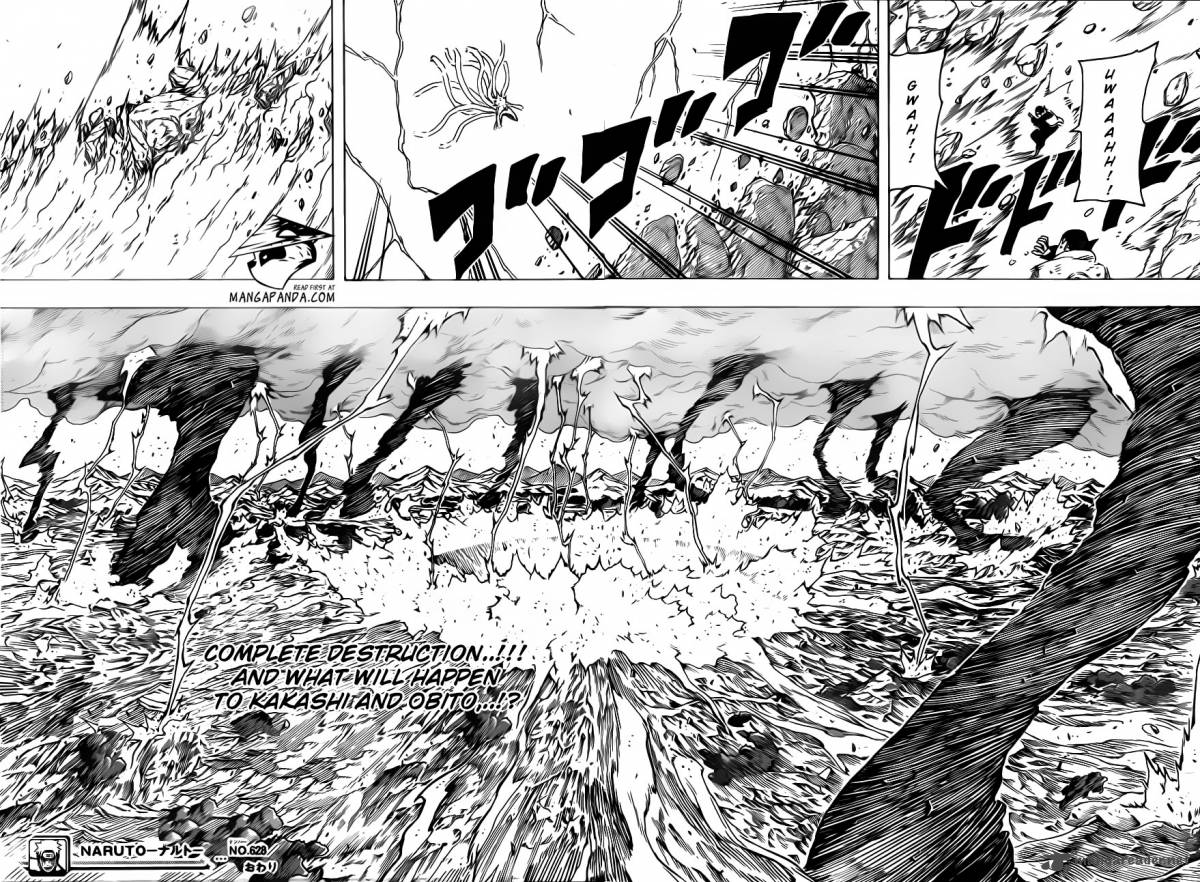 UWAAAHH!!
GWAH!!
ドドド
ゴゴゴ
READ FIRST AT
MANGAPANDA.COM
COMPLETE DESTRUCTION..!!!
AND WHAT WILL HAPPEN
TO KAKASHI AND OBITO,...!?
NARUTO—ナルト—
NO.628
...
おわり